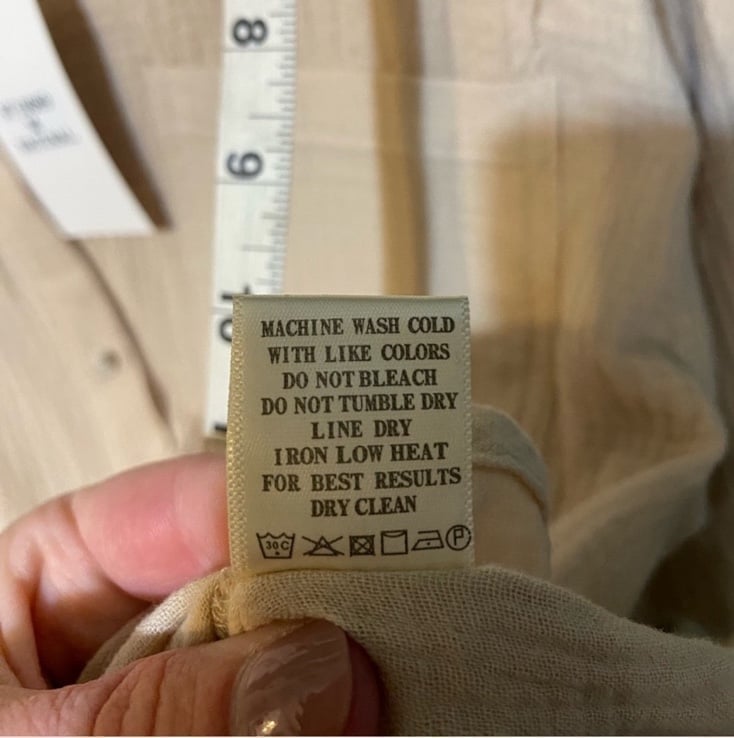 8
9
10
MACHINE WASH COLD
WITH LIKE COLORS
DO NOT BLEACH
DO NOT TUMBLE DRY
LINE DRY
IRON LOW HEAT
FOR BEST RESULTS
DRY CLEAN
30C P